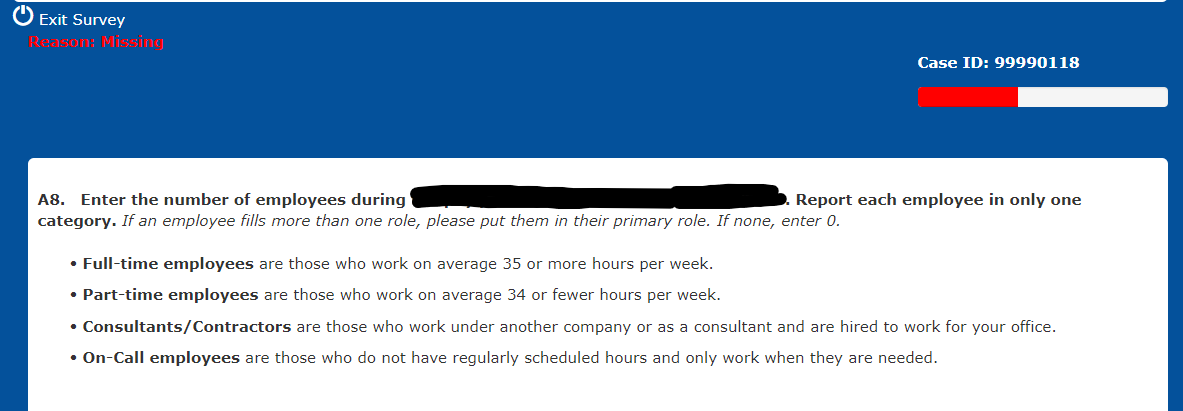 Exit Survey
Reason: Missing
Case ID: 99990118
A8. Enter the number of employees during . Report each employee in only one
category. If an employee fills more than one role, please put them in their primary role. If none, enter 0.
• Full-time employees are those who work on average 35 or more hours per week.
• Part-time employees are those who work on average 34 or fewer hours per week.
• Consultants/Contractors are those who work under another company or as a consultant and are hired to work for your office.
• On-Call employees are those who do not have regularly scheduled hours and only work when they are needed.